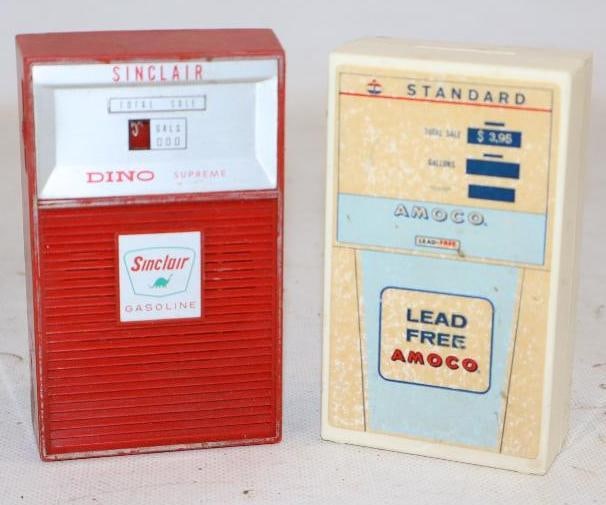 SINCLAIR
TOTAL SALE
GALS
000
DINO SUPREME
Sinclair
GASOLINE
STANDARD
TOTAL SALE $ 3.95
GALLONS
AMOCO
LEAD-FREE
LEAD
FREE
AMOCO